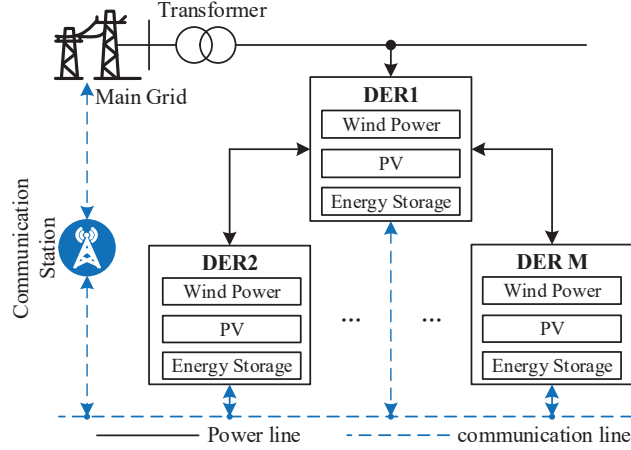 Transformer
Main Grid
DER1
Wind Power
PV
Energy Storage
Communication
Station
DER2
Wind Power
PV
Energy Storage
...
...
DER M
Wind Power
PV
Energy Storage
Power line
communication line